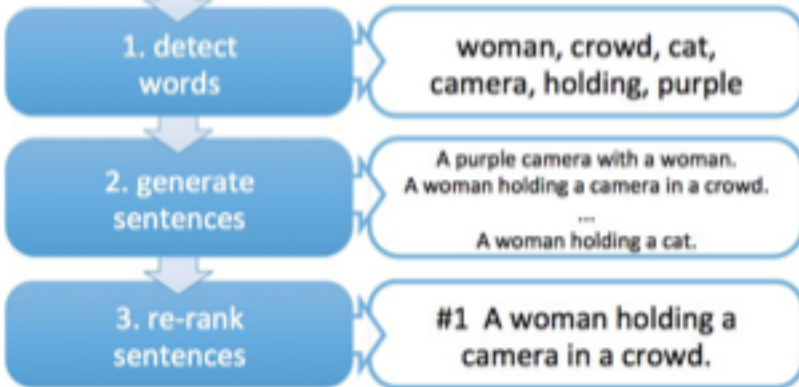 1. detect
words
woman, crowd, cat,
camera, holding, purple
2. generate
sentences
A purple camera with a woman.
A woman holding a camera in a crowd.
...
A woman holding a cat.
3. re-rank
sentences
#1 A woman holding a
camera in a crowd.